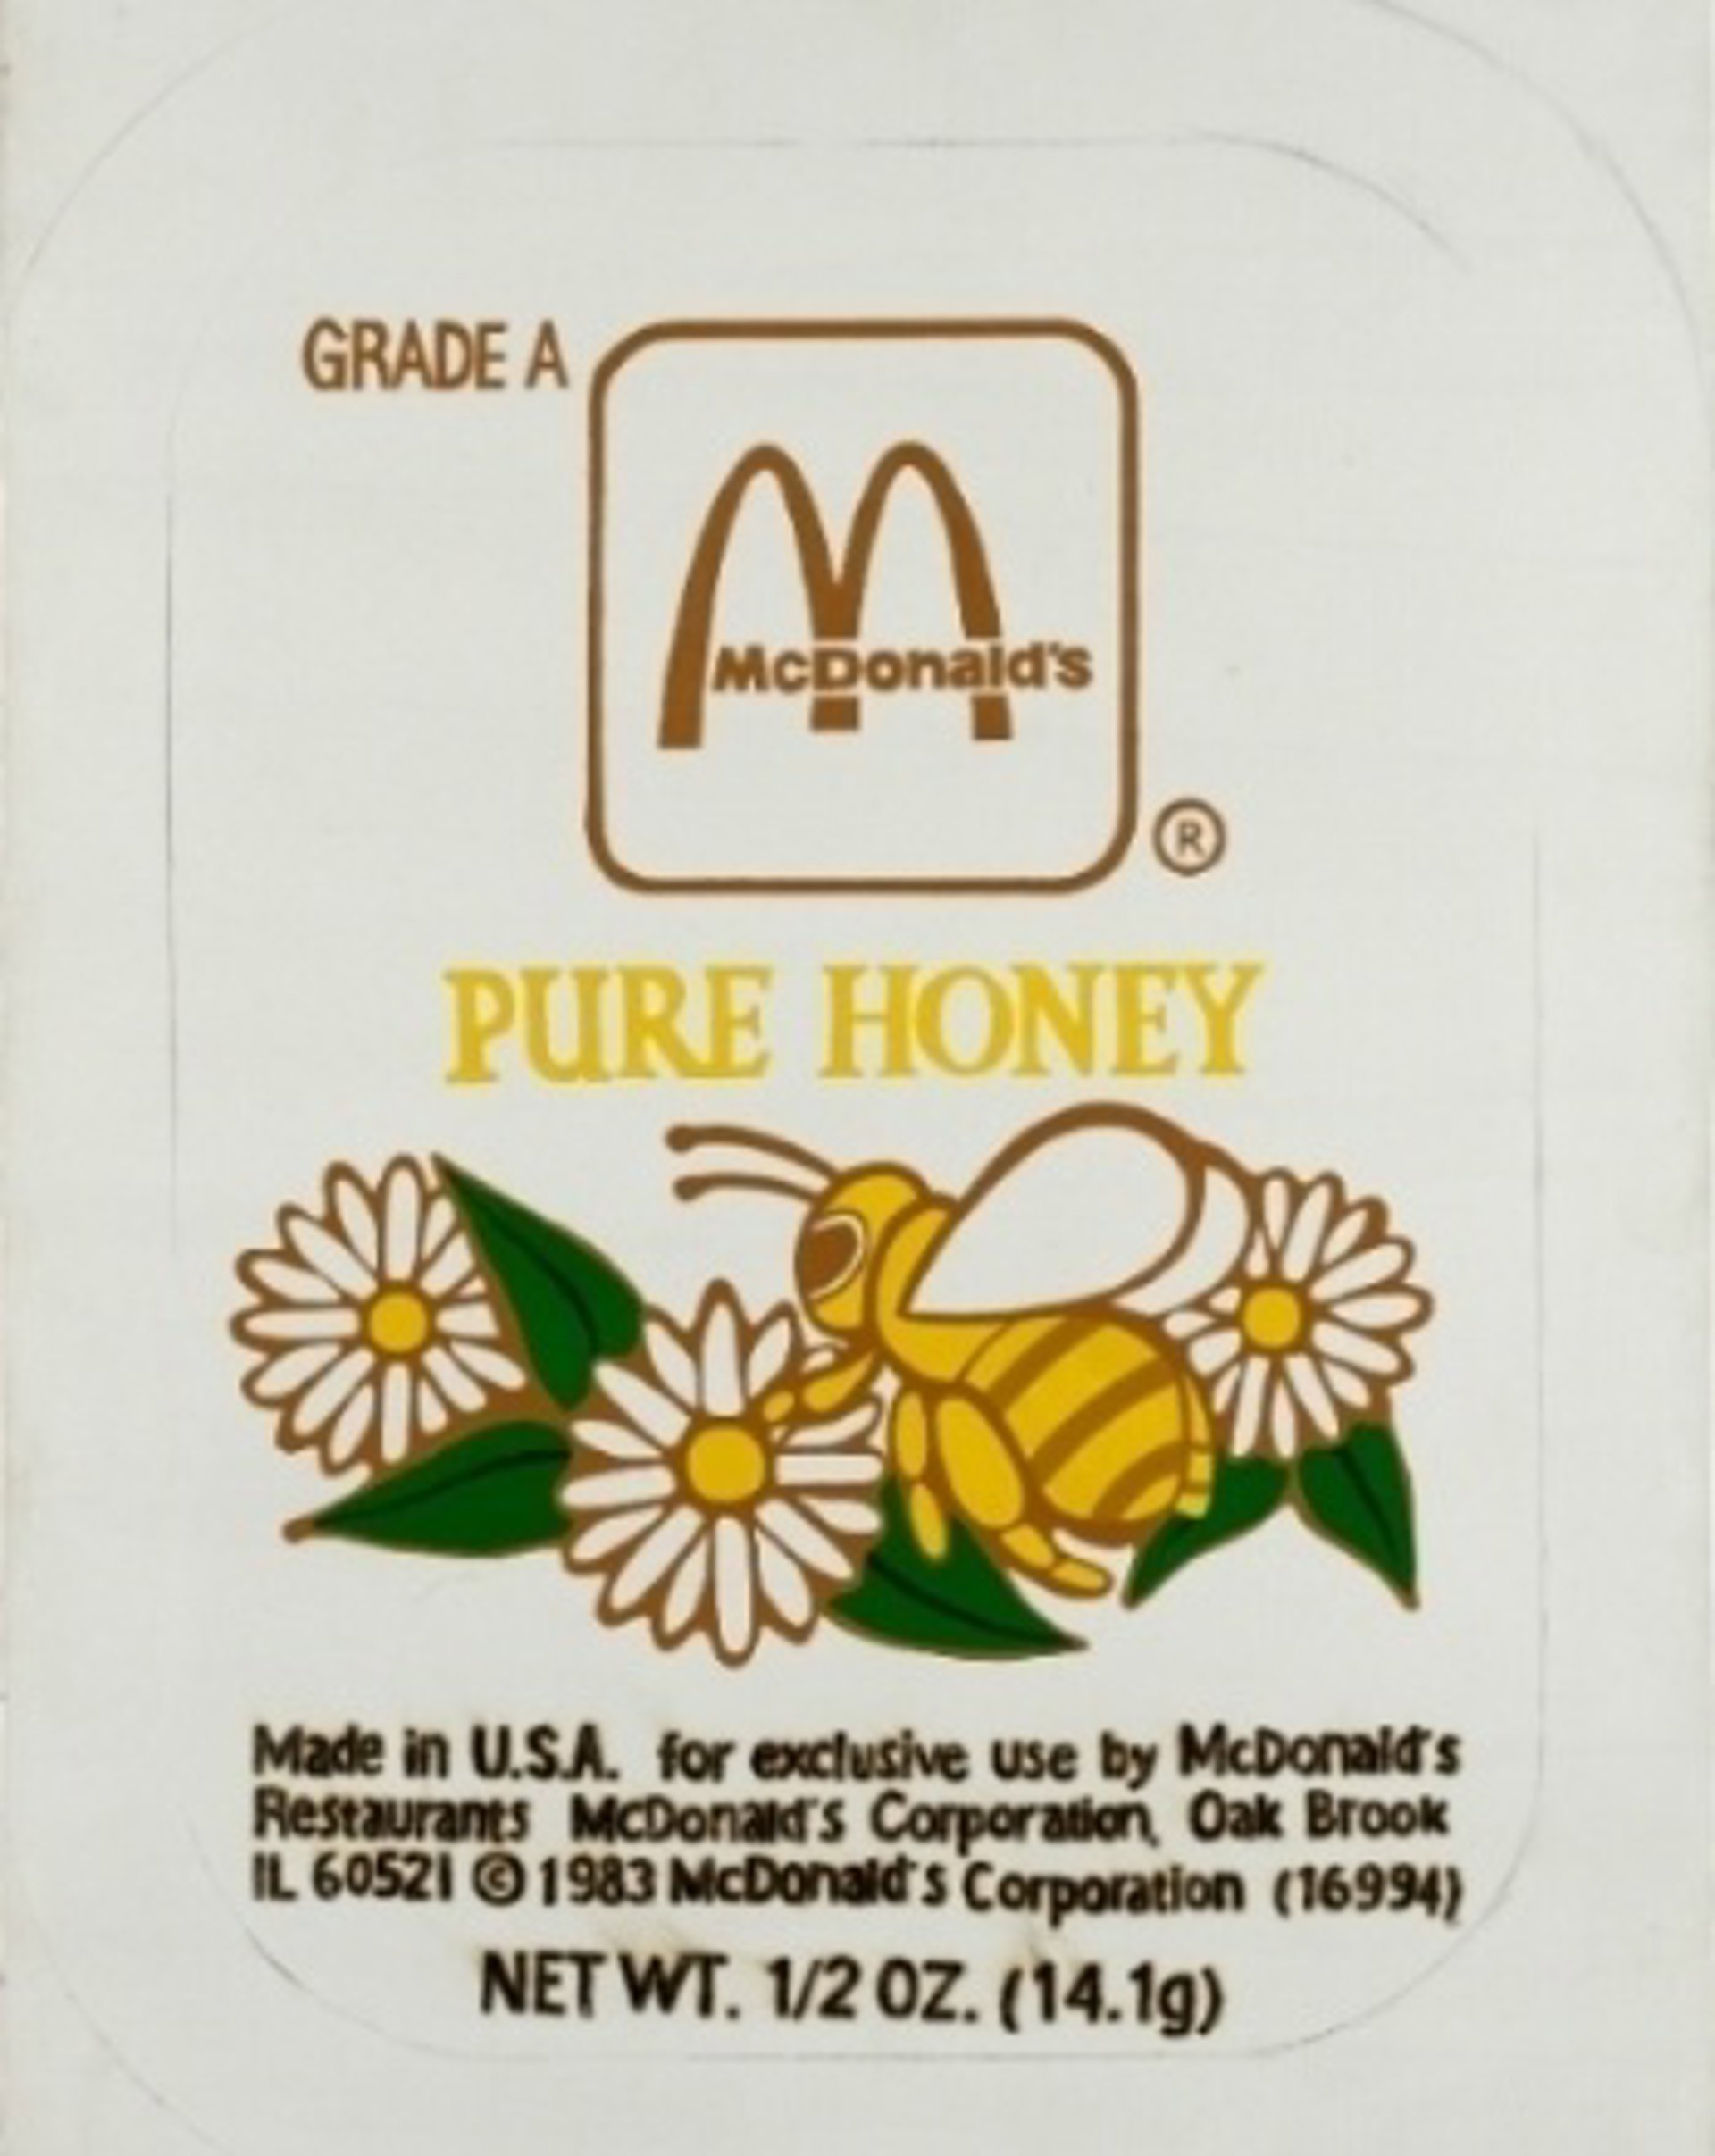 GRADE A
McDonald's
®
PURE HONEY
Made in U.S.A. for exclusive use by McDonald's
Restaurants McDonald's Corporation, Oak Brook
IL 60521 © 1983 McDonald's Corporation (16994)
NET WT. 1/2 OZ. (14.1g)